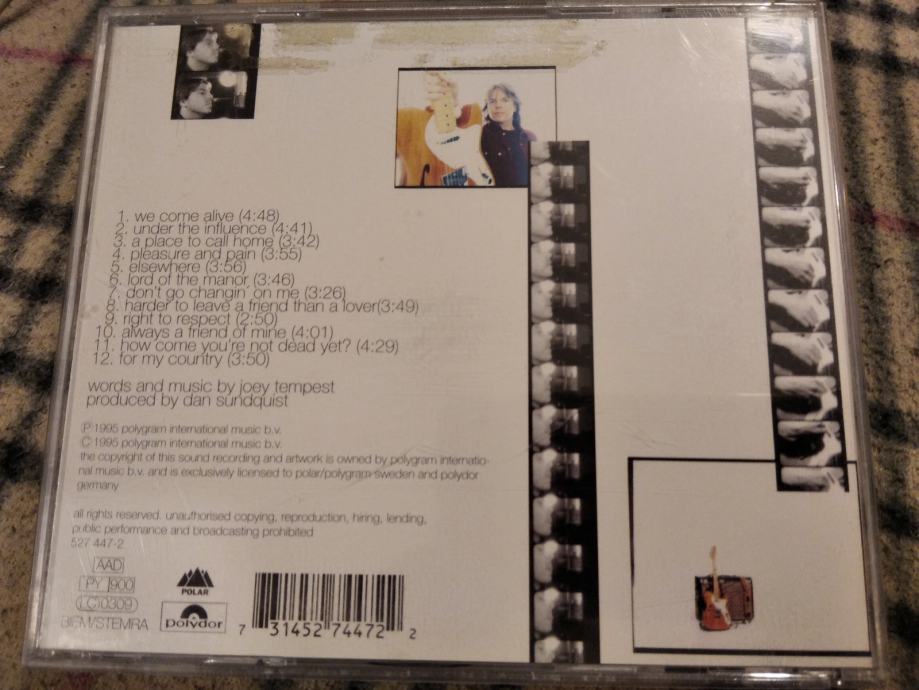 1. we come alive (4:48)
2. under the influence (4:41)
3. a place to call home (3:42)
4. pleasure and pain (3:55)
5. elsewhere (3:56)
6. lord of the manor (3:46)
7. don't go changin' on me (3:26)
8. harder to leave a friend than a lover(3:49)
9. right to respect (2:50)
10. always a friend of mine (4:01)
11. how come you're not dead yet? (4:29)
12. for my country (3:50)
words and music by joey tempest
produced by dan sundquist
Ⓟ 1995 polygram international music b.v.
© 1995 polygram international music b.v.
the copyright of this sound recording and artwork is owned by polygram internatio-
nal music b.v. and is exclusively licensed to polar/polygram sweden and polydor
germany
all rights reserved. unauthorised copying, reproduction, hiring, lending,
public performance and broadcasting prohibited
527 447-2
AAD
PY 900
LC 0309
BIEM/STEMRA
POLAR
polydor
7 31452 74472 2